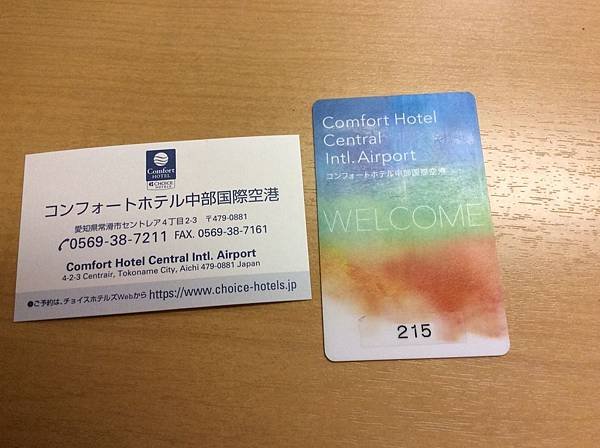 Comfort
HOTEL
CHOICE
HOTELS
コンフォートホテル中部国際空港
愛知県常滑市セントレア4丁目2-3 〒479-0881
0569-38-7211 FAX. 0569-38-7161
Comfort Hotel Central Intl. Airport
4-2-3 Centrair, Tokoname City, Aichi 479-0881 Japan
●ご予約は、チョイスホテルズWebから https://www.choice-hotels.jp
Comfort Hotel
Central
Intl. Airport
コンフォートホテル中部国際空港
WELCOME
215